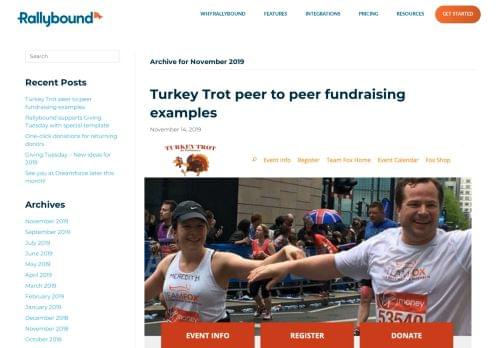 Rallybound
WHY RALLYBOUND
FEATURES
INTEGRATIONS
PRICING
RESOURCES
GET STARTED
Search
Recent Posts
Turkey Trot peer to peer
fundraising examples
Rallybound supports Giving
Tuesday with special template
One-click donations for returning
donors
Giving Tuesday – New ideas for
2019
See you at Dreamforce later this
month!
Archives
November 2019
September 2019
July 2019
June 2019
May 2019
April 2019
March 2019
February 2019
January 2019
December 2018
November 2018
October 2018
Archive for November 2019
Turkey Trot peer to peer fundraising
examples
November 14, 2019
TURKEY TROT
Event Info
Register
Team Fox Home
Event Calendar
Fox Shop
MEREDITH
TEAM FOX
money
53540
EVENT INFO
REGISTER
DONATE